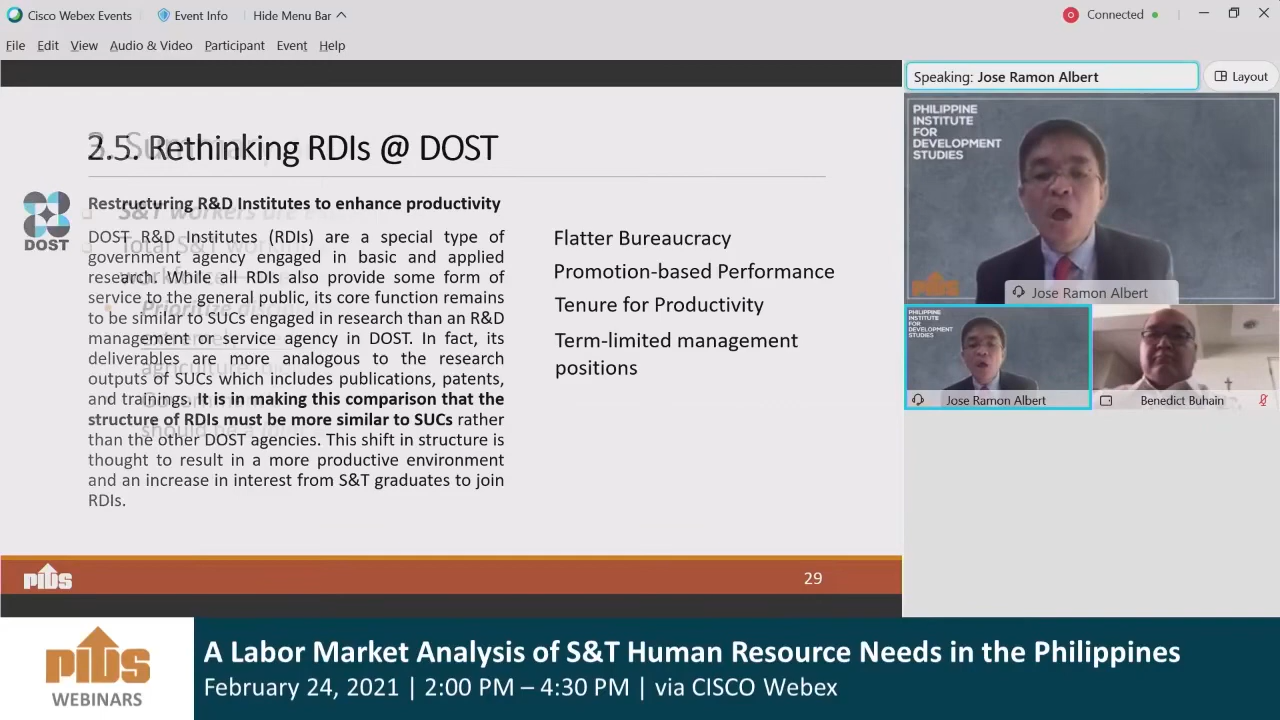 Cisco Webex Events
Event Info
Hide Menu Bar
Connected
File Edit View Audio & Video Participant Event Help
Speaking: Jose Ramon Albert
Layout
2.5. Rethinking RDIs @ DOST
DOST
Restructuring R&D Institutes to enhance productivity
DOST R&D Institutes (RDIs) are a special type of
government agency engaged in basic and applied
research. While all RDIs also provide some form of
service to the general public, its core function remains
to be similar to SUCs engaged in research than an R&D
management or service agency in DOST. In fact, its
deliverables are more analogous to the research
outputs of SUCs which includes publications, patents,
and trainings. It is in making this comparison that the
structure of RDIs must be more similar to SUCs rather
than the other DOST agencies. This shift in structure is
thought to result in a more productive environment
and an increase in interest from S&T graduates to join
RDIs.
Flatter Bureaucracy
Promotion-based Performance
Tenure for Productivity
Term-limited management
positions
PIDS
29
PHILIPPINE
INSTITUTE
FOR
DEVELOPMENT
STUDIES
Jose Ramon Albert
PHILIPPINE
INSTITUTE
FOR
DEVELOPMENT
STUDIES
Jose Ramon Albert
Benedict Buhain
PIDS
WEBINARS
A Labor Market Analysis of S&T Human Resource Needs in the Philippines
February 24, 2021 | 2:00 PM – 4:30 PM | via CISCO Webex